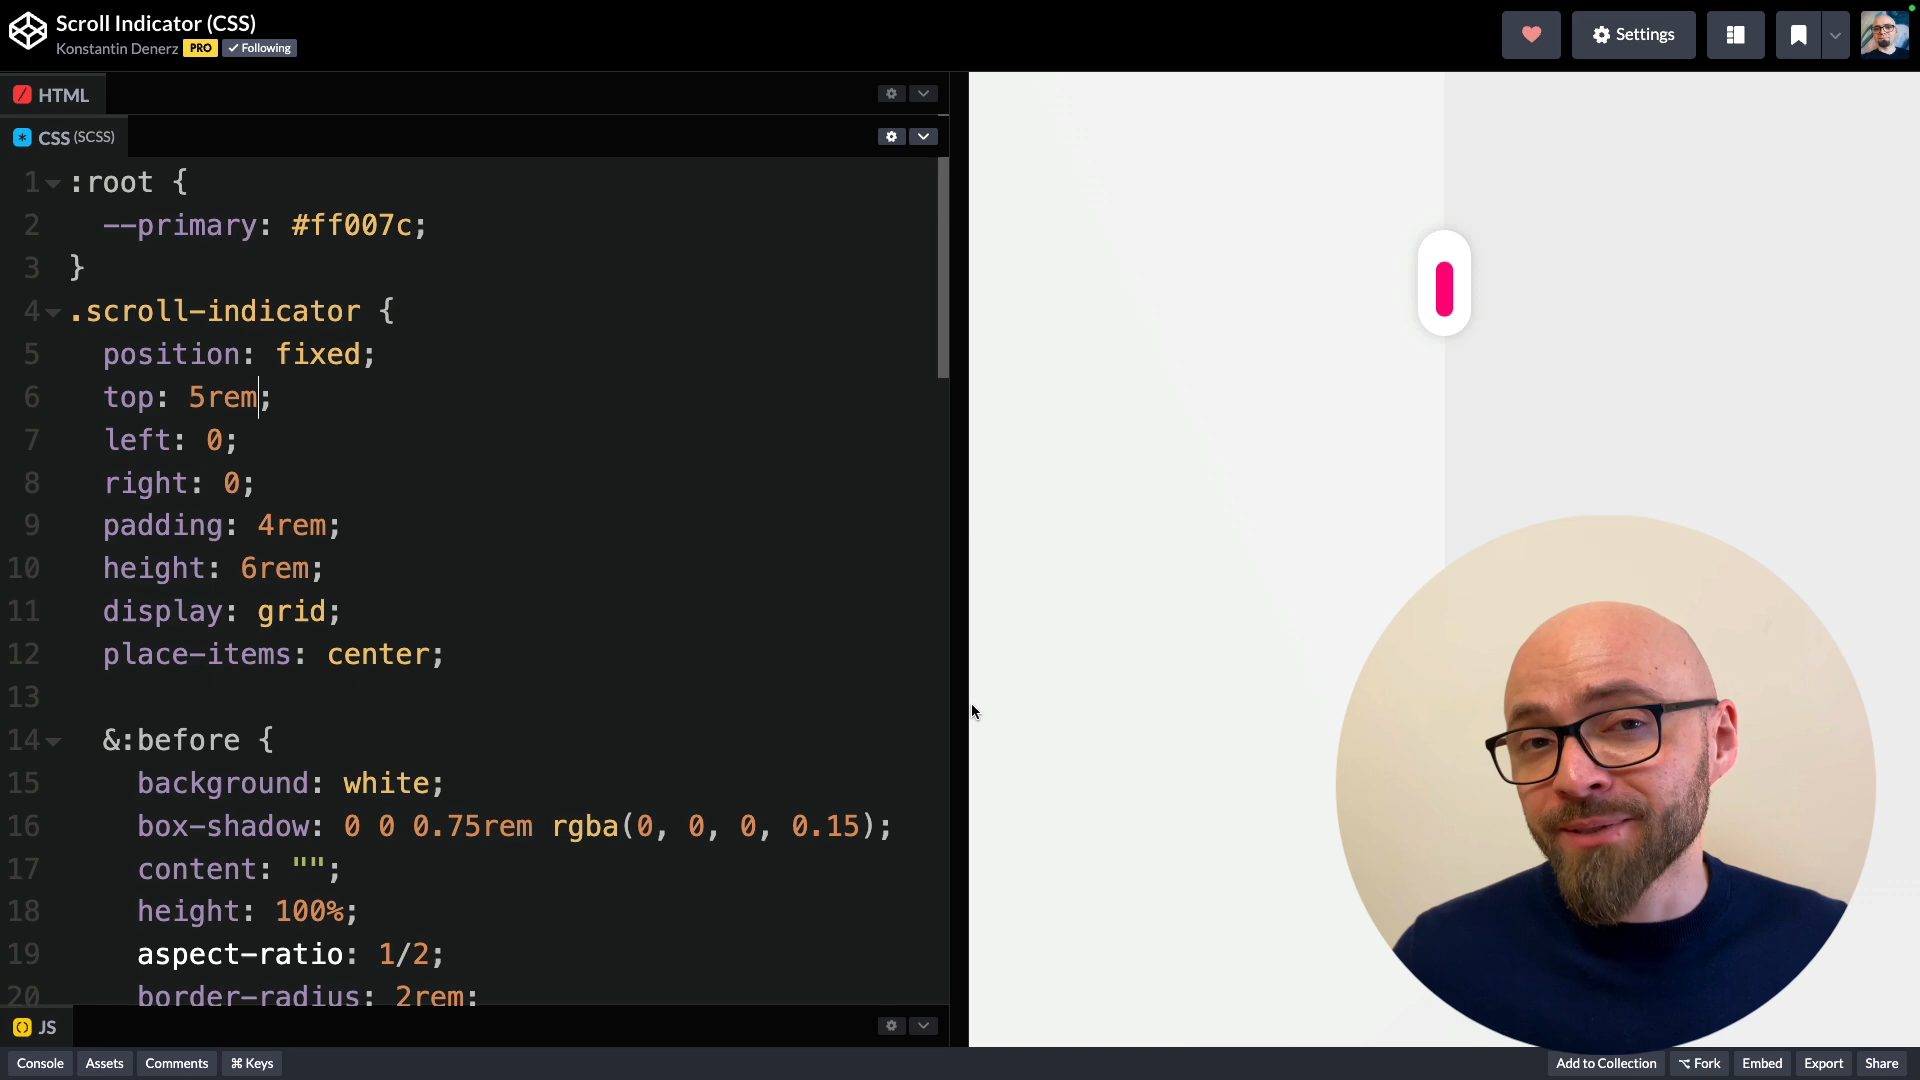 Scroll Indicator (CSS)
Konstantin Denerz PRO ✓ Following
Settings
HTML
CSS (SCSS)
1 :root {
2 --primary: #ff007c;
3 }
4 .scroll-indicator {
5 position: fixed;
6 top: 5rem;
7 left: 0;
8 right: 0;
9 padding: 4rem;
10 height: 6rem;
11 display: grid;
12 place-items: center;
13
14 &:before {
15 background: white;
16 box-shadow: 0 0 0.75rem rgba(0, 0, 0, 0.15);
17 content: "";
18 height: 100%;
19 aspect-ratio: 1/2;
20 border-radius: 2rem;
JS
Console Assets Comments ⌘ Keys Add to Collection Fork Embed Export Share